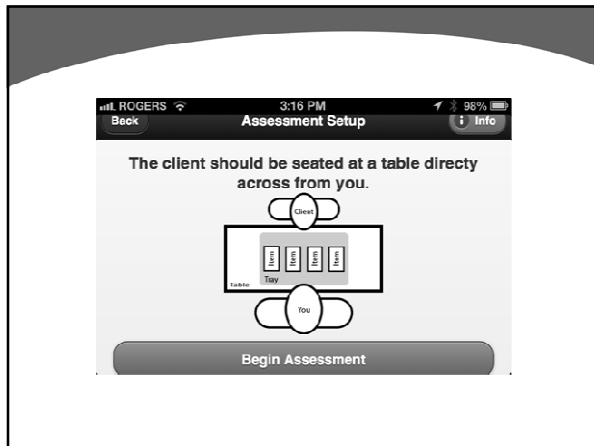 ROGERS 3:16 PM 98%
Back Assessment Setup i Info
The client should be seated at a table directy
across from you.
Client
Item Item Item Item
Tray
Table
You
Begin Assessment